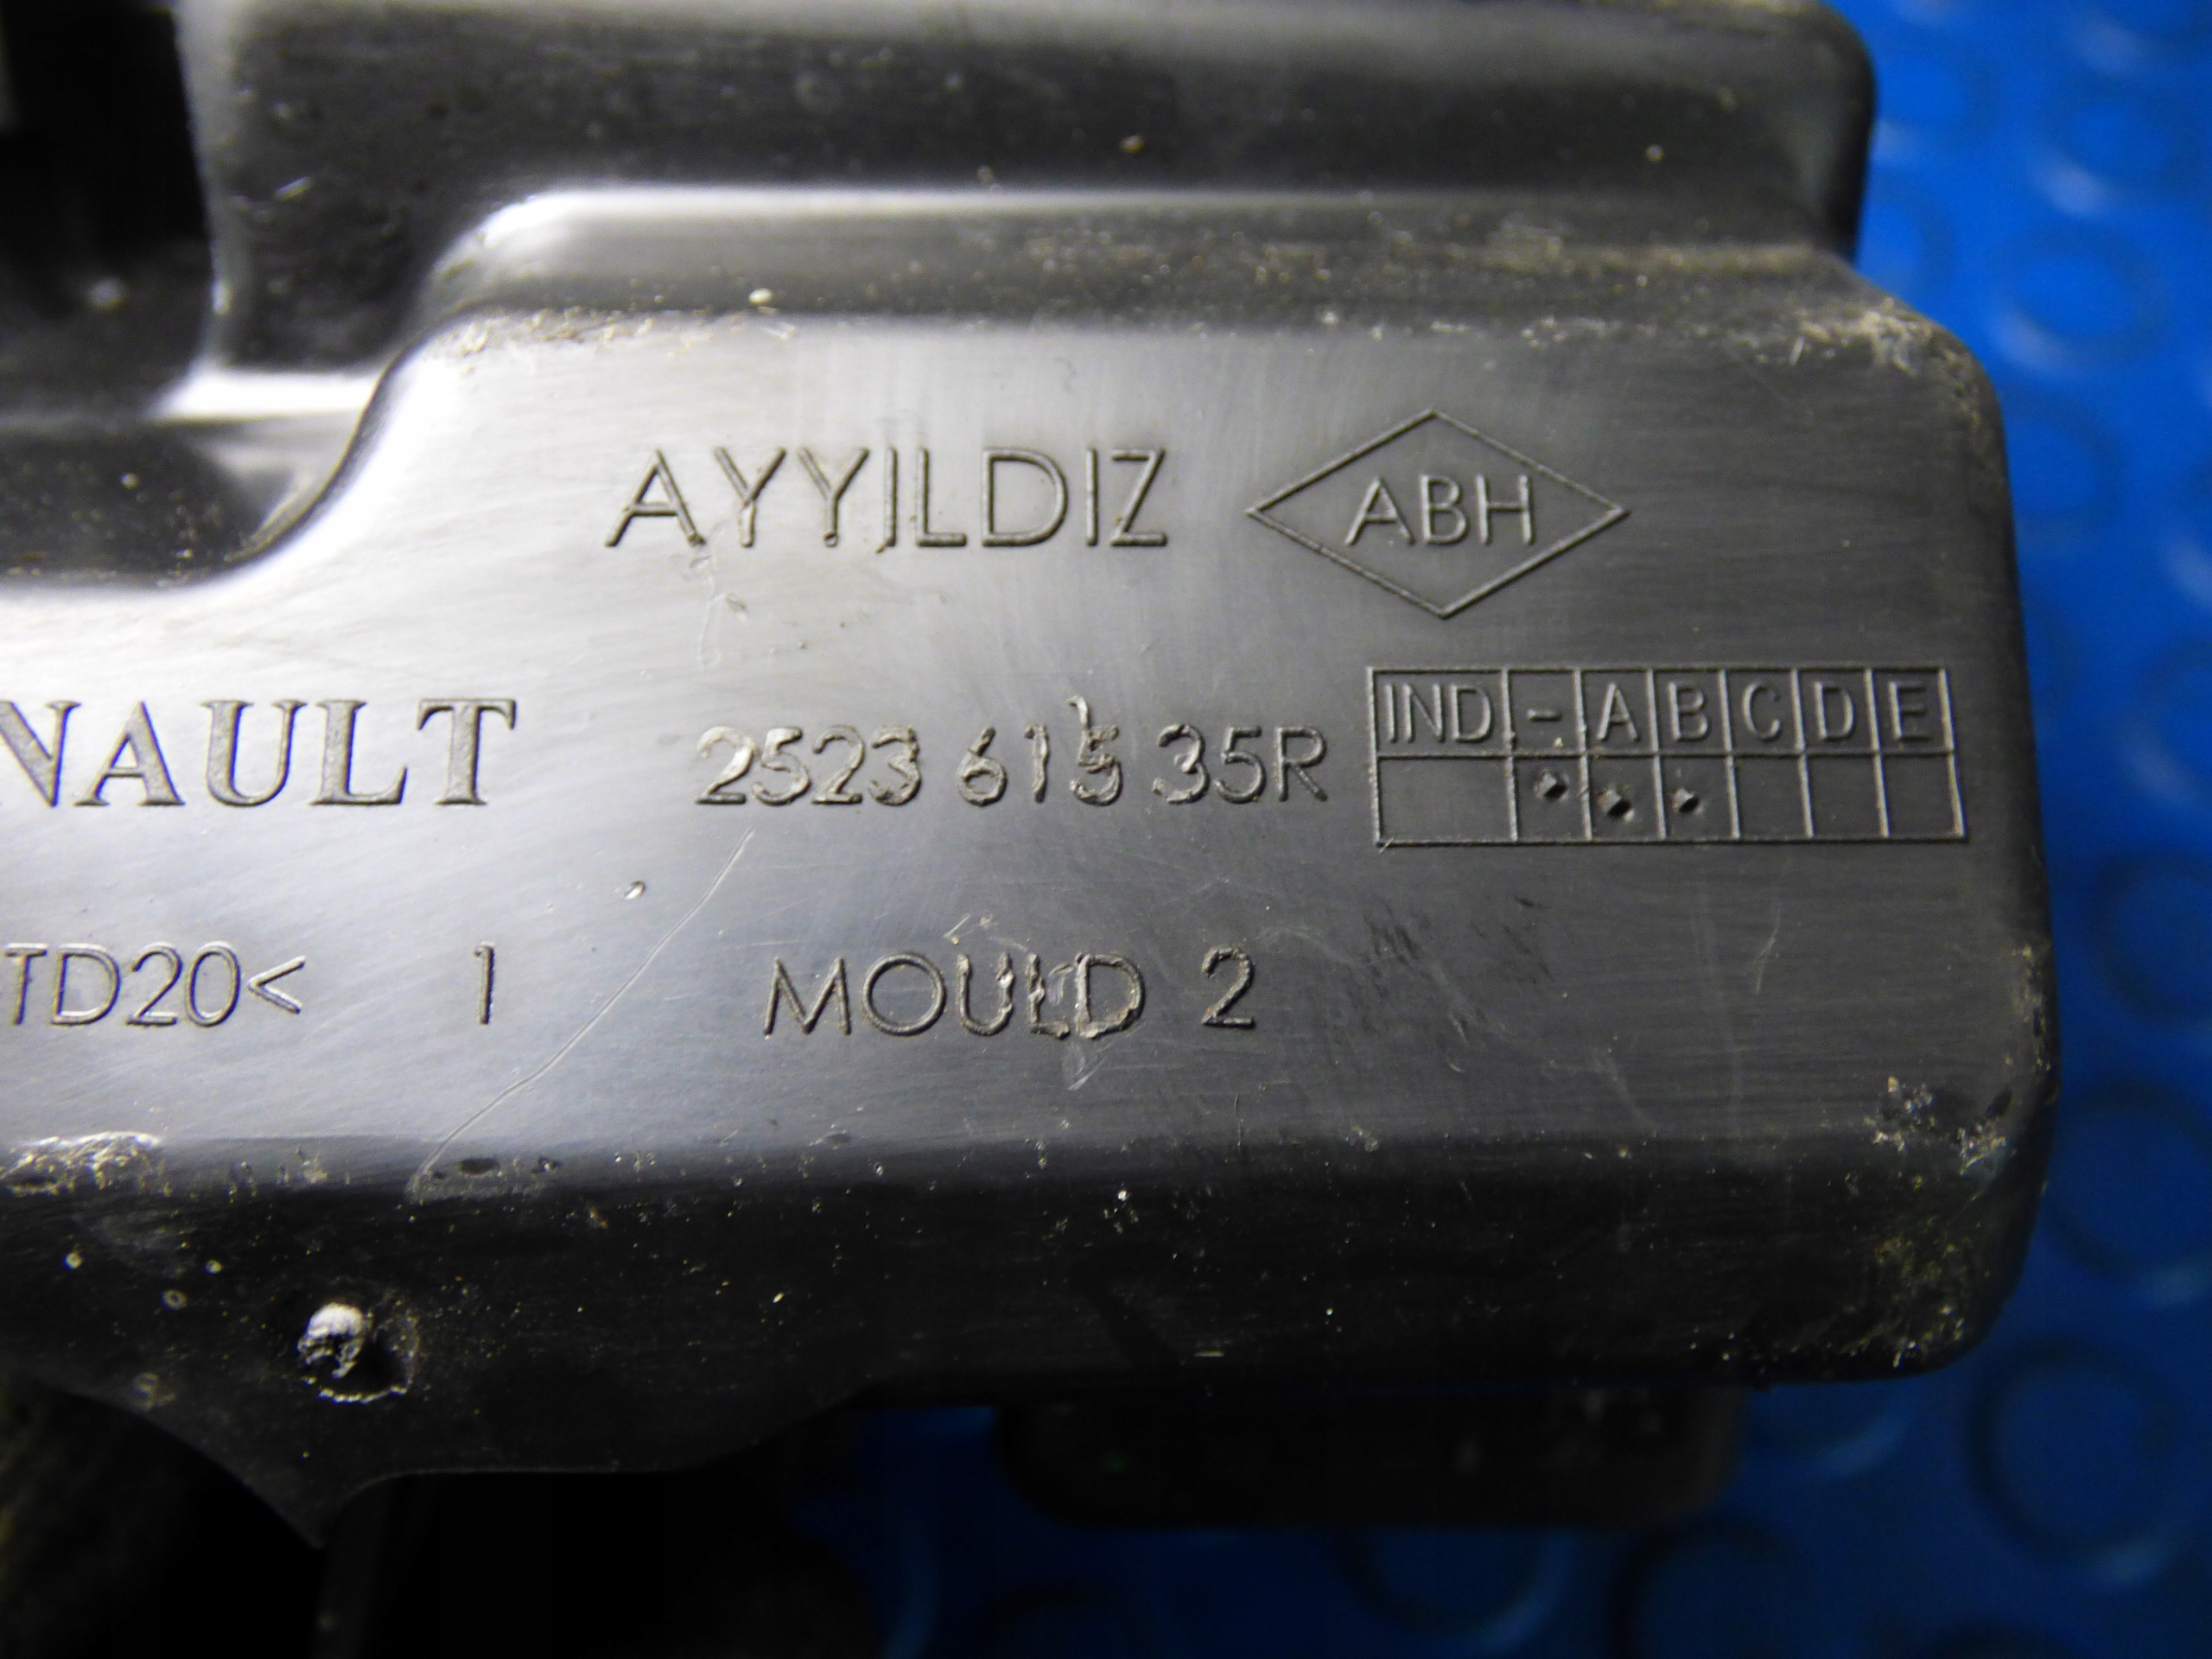 AYYILDIZ ABH
NAULT 2523 615 35R IND - A B C D E
TD20< 1 MOULD 2